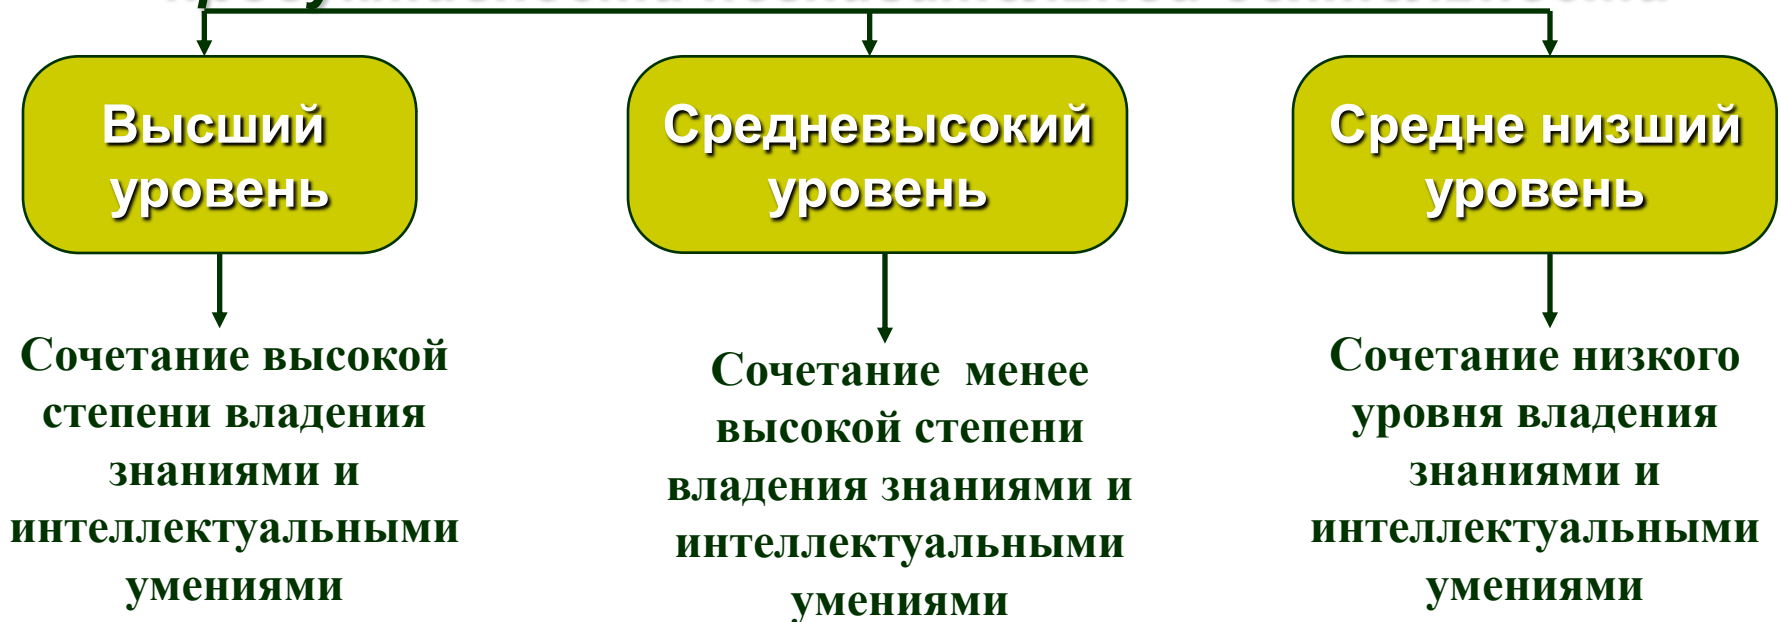 Высший
уровень
Средневысокий
уровень
Средне низший
уровень
Сочетание высокой
степени владения
знаниями и
интеллектуальными
умениями
Сочетание менее
высокой степени
владения знаниями и
интеллектуальными
умениями
Сочетание низкого
уровня владения
знаниями и
интеллектуальными
умениями